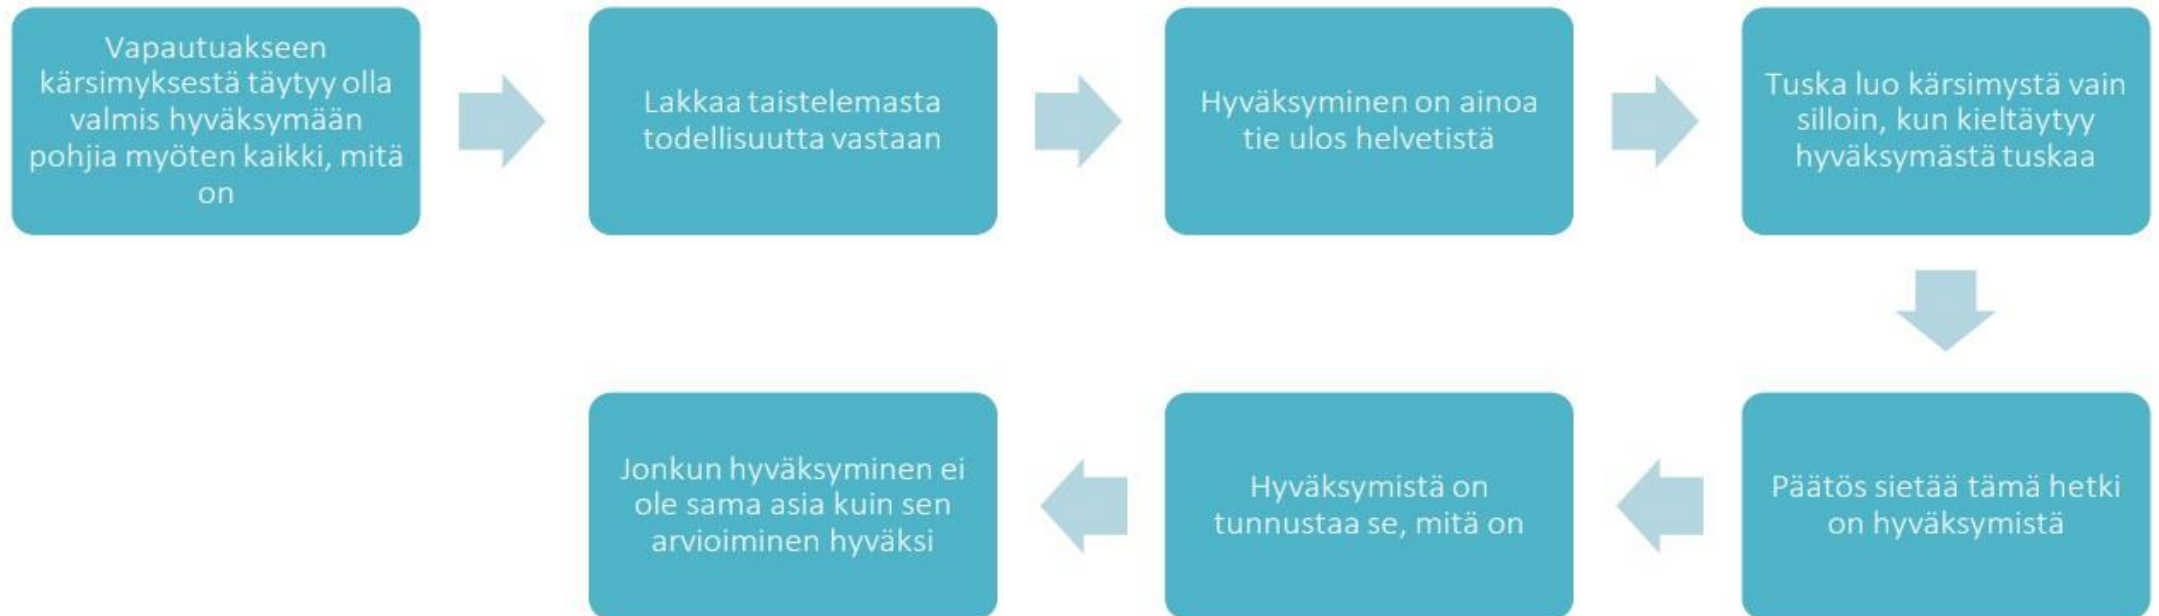 Vapautuakseen
kärsimyksestä täytyy olla
valmis hyväksymään
pohjia myöten kaikki, mitä
on
Lakkaa taistelemasta
todellisuutta vastaan
Hyväksyminen on ainoa
tie ulos helvetistä
Tuska luo kärsimystä vain
silloin, kun kieltäytyy
hyväksymästä tuskaa
Päätös sietää tämä hetki
on hyväksymistä
Hyväksymistä on
tunnustaa se, mitä on
Jonkun hyväksyminen ei
ole sama asia kuin sen
arvioiminen hyväksi